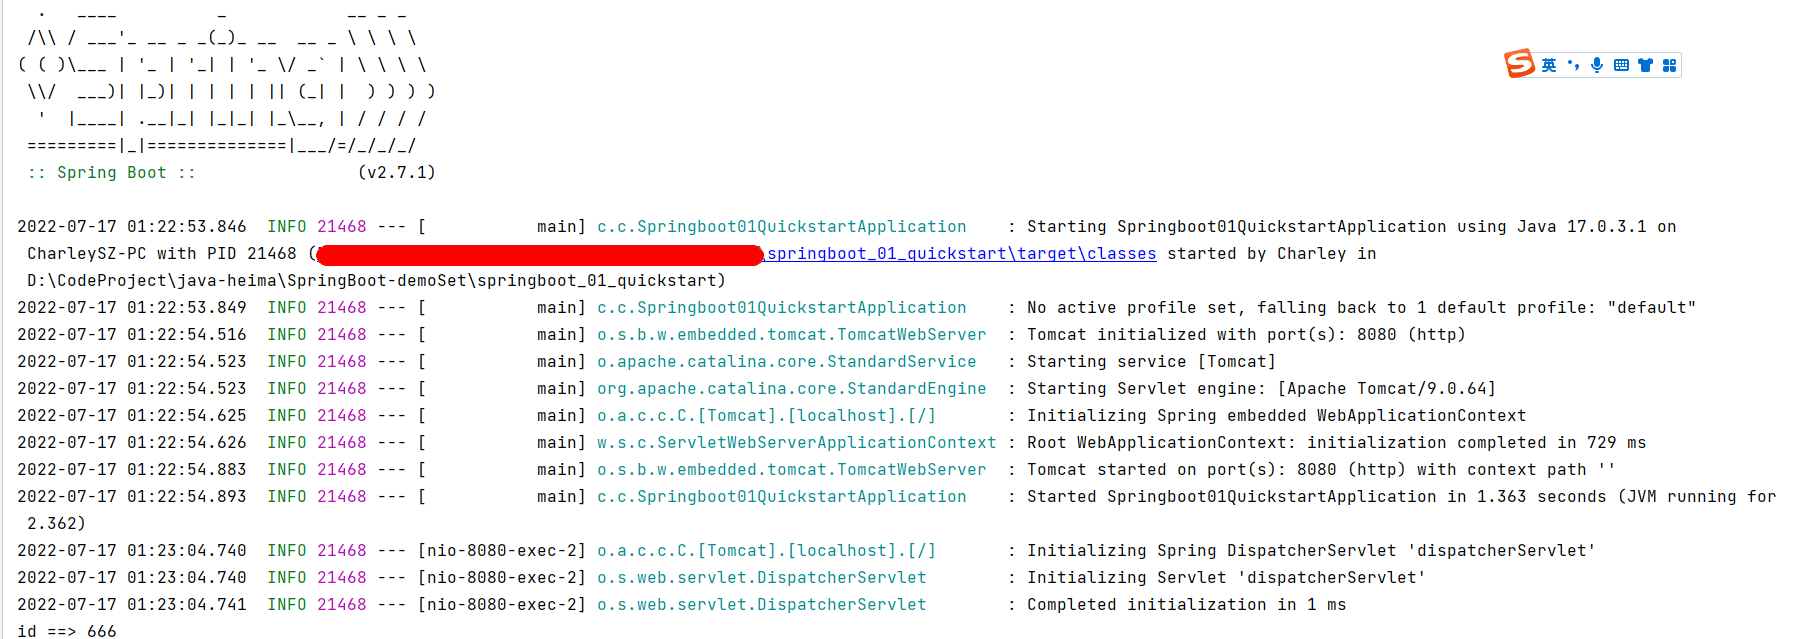 .   ____          _            __ _ _
 /\\ / ___'_ __ _ _(_)_ __  __ _ \ \ \ \
( ( )\___ | '_ | '_| | '_ \/ _` | \ \ \ \
 \\/  ___)| |_)| | | | | || (_| |  ) ) ) )
  '  |____| .__|_| |_|_| |_\__, | / / / /
 =========|_|==============|___/=/_/_/_/
 :: Spring Boot ::                (v2.7.1)
英
2022-07-17 01:22:53.846  INFO 21468 --- [           main] c.c.Springboot01QuickstartApplication    : Starting Springboot01QuickstartApplication using Java 17.0.3.1 on
 CharleySZ-PC with PID 21468 (\springboot_01_quickstart\target\classes started by Charley in
 D:\CodeProject\java-heima\SpringBoot-demoSet\springboot_01_quickstart)
2022-07-17 01:22:53.849  INFO 21468 --- [           main] c.c.Springboot01QuickstartApplication    : No active profile set, falling back to 1 default profile: "default"
2022-07-17 01:22:54.516  INFO 21468 --- [           main] o.s.b.w.embedded.tomcat.TomcatWebServer  : Tomcat initialized with port(s): 8080 (http)
2022-07-17 01:22:54.523  INFO 21468 --- [           main] o.apache.catalina.core.StandardService   : Starting service [Tomcat]
2022-07-17 01:22:54.523  INFO 21468 --- [           main] org.apache.catalina.core.StandardEngine  : Starting Servlet engine: [Apache Tomcat/9.0.64]
2022-07-17 01:22:54.625  INFO 21468 --- [           main] o.a.c.c.C.[Tomcat].[localhost].[/]       : Initializing Spring embedded WebApplicationContext
2022-07-17 01:22:54.626  INFO 21468 --- [           main] w.s.c.ServletWebServerApplicationContext : Root WebApplicationContext: initialization completed in 729 ms
2022-07-17 01:22:54.883  INFO 21468 --- [           main] o.s.b.w.embedded.tomcat.TomcatWebServer  : Tomcat started on port(s): 8080 (http) with context path ''
2022-07-17 01:22:54.893  INFO 21468 --- [           main] c.c.Springboot01QuickstartApplication    : Started Springboot01QuickstartApplication in 1.363 seconds (JVM running for
 2.362)
2022-07-17 01:23:04.740  INFO 21468 --- [nio-8080-exec-2] o.a.c.c.C.[Tomcat].[localhost].[/]       : Initializing Spring DispatcherServlet 'dispatcherServlet'
2022-07-17 01:23:04.740  INFO 21468 --- [nio-8080-exec-2] o.s.web.servlet.DispatcherServlet        : Initializing Servlet 'dispatcherServlet'
2022-07-17 01:23:04.741  INFO 21468 --- [nio-8080-exec-2] o.s.web.servlet.DispatcherServlet        : Completed initialization in 1 ms
id ==> 666